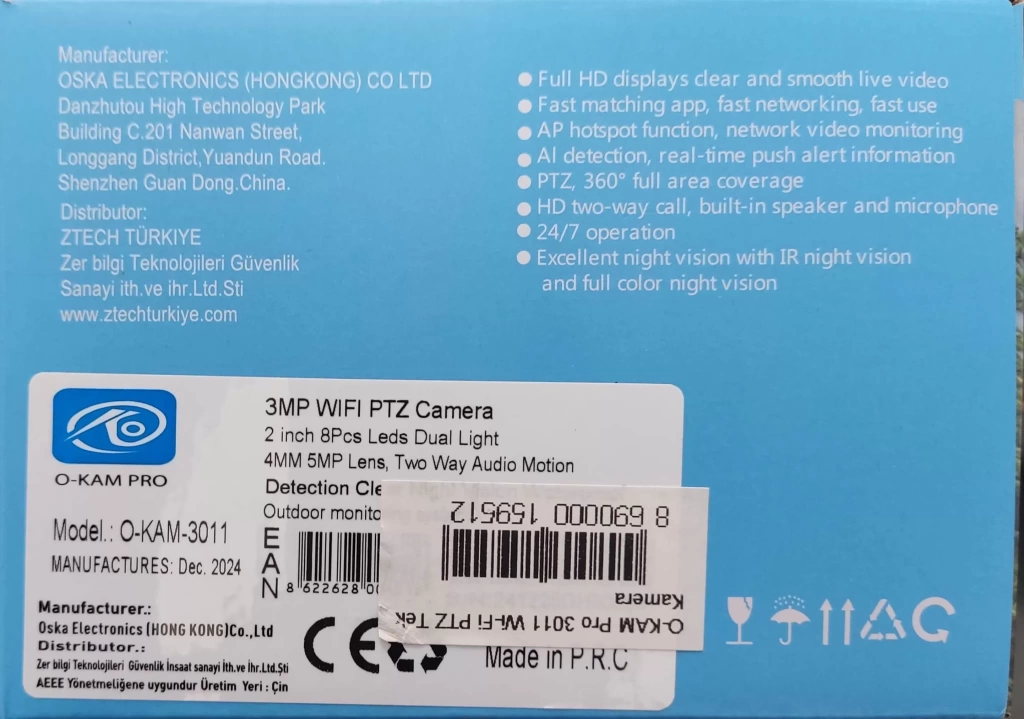 Manufacturer:
OSKA ELECTRONICS (HONGKONG) CO LTD
Danzhutou High Technology Park
Building C.201 Nanwan Street,
Longgang District,Yuandun Road.
Shenzhen Guan Dong.China.
Distributor:
ZTECH TÜRKIYE
Zer bilgi Teknolojileri Güvenlik
Sanayi ith.ve ihr.Ltd.Sti
www.ztechturkiye.com
● Full HD displays clear and smooth live video
● Fast matching app, fast networking, fast use
● AP hotspot function, network video monitoring
● AI detection, real-time push alert information
● PTZ, 360° full area coverage
● HD two-way call, built-in speaker and microphone
● 24/7 operation
● Excellent night vision with IR night vision
and full color night vision
O-KAM PRO
Model.: O-KAM-3011
MANUFACTURES: Dec. 2024
3MP WIFI PTZ Camera
2 inch 8Pcs Leds Dual Light
4MM 5MP Lens, Two Way Audio Motion
Detection
Outdoor
EAN
8 622628
Manufacturer.:
Oska Electronics (HONG KONG)Co.,Ltd
Distributor.:
Zer bilgi Teknolojileri Güvenlik İnsaat sanayi İth.ve ihr.Ltd.Şti
AEEE Yönetmeliğene uygundur Üretim Yeri : Çin
CE
Made in P.R.C
O-KAM Pro 3011 Wi-Fi PTZ Tek
Kamera
8 690000 159512